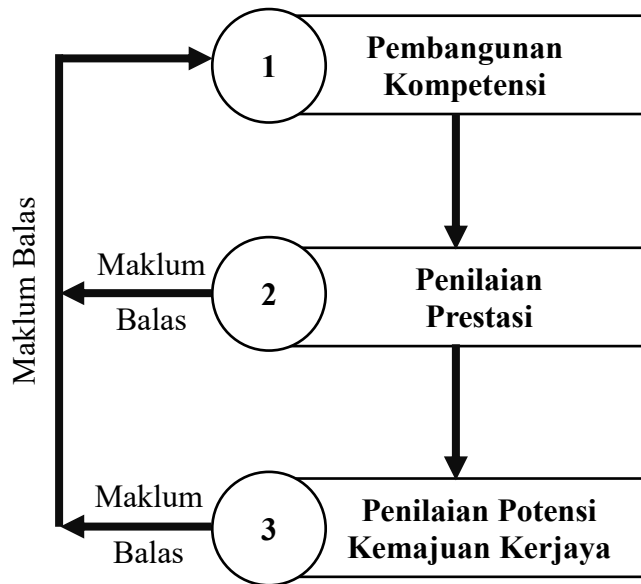 1
Pembangunan
Kompetensi
Maklum Balas
Maklum
Balas
2
Penilaian
Prestasi
Maklum
Balas
3
Penilaian Potensi
Kemajuan Kerjaya